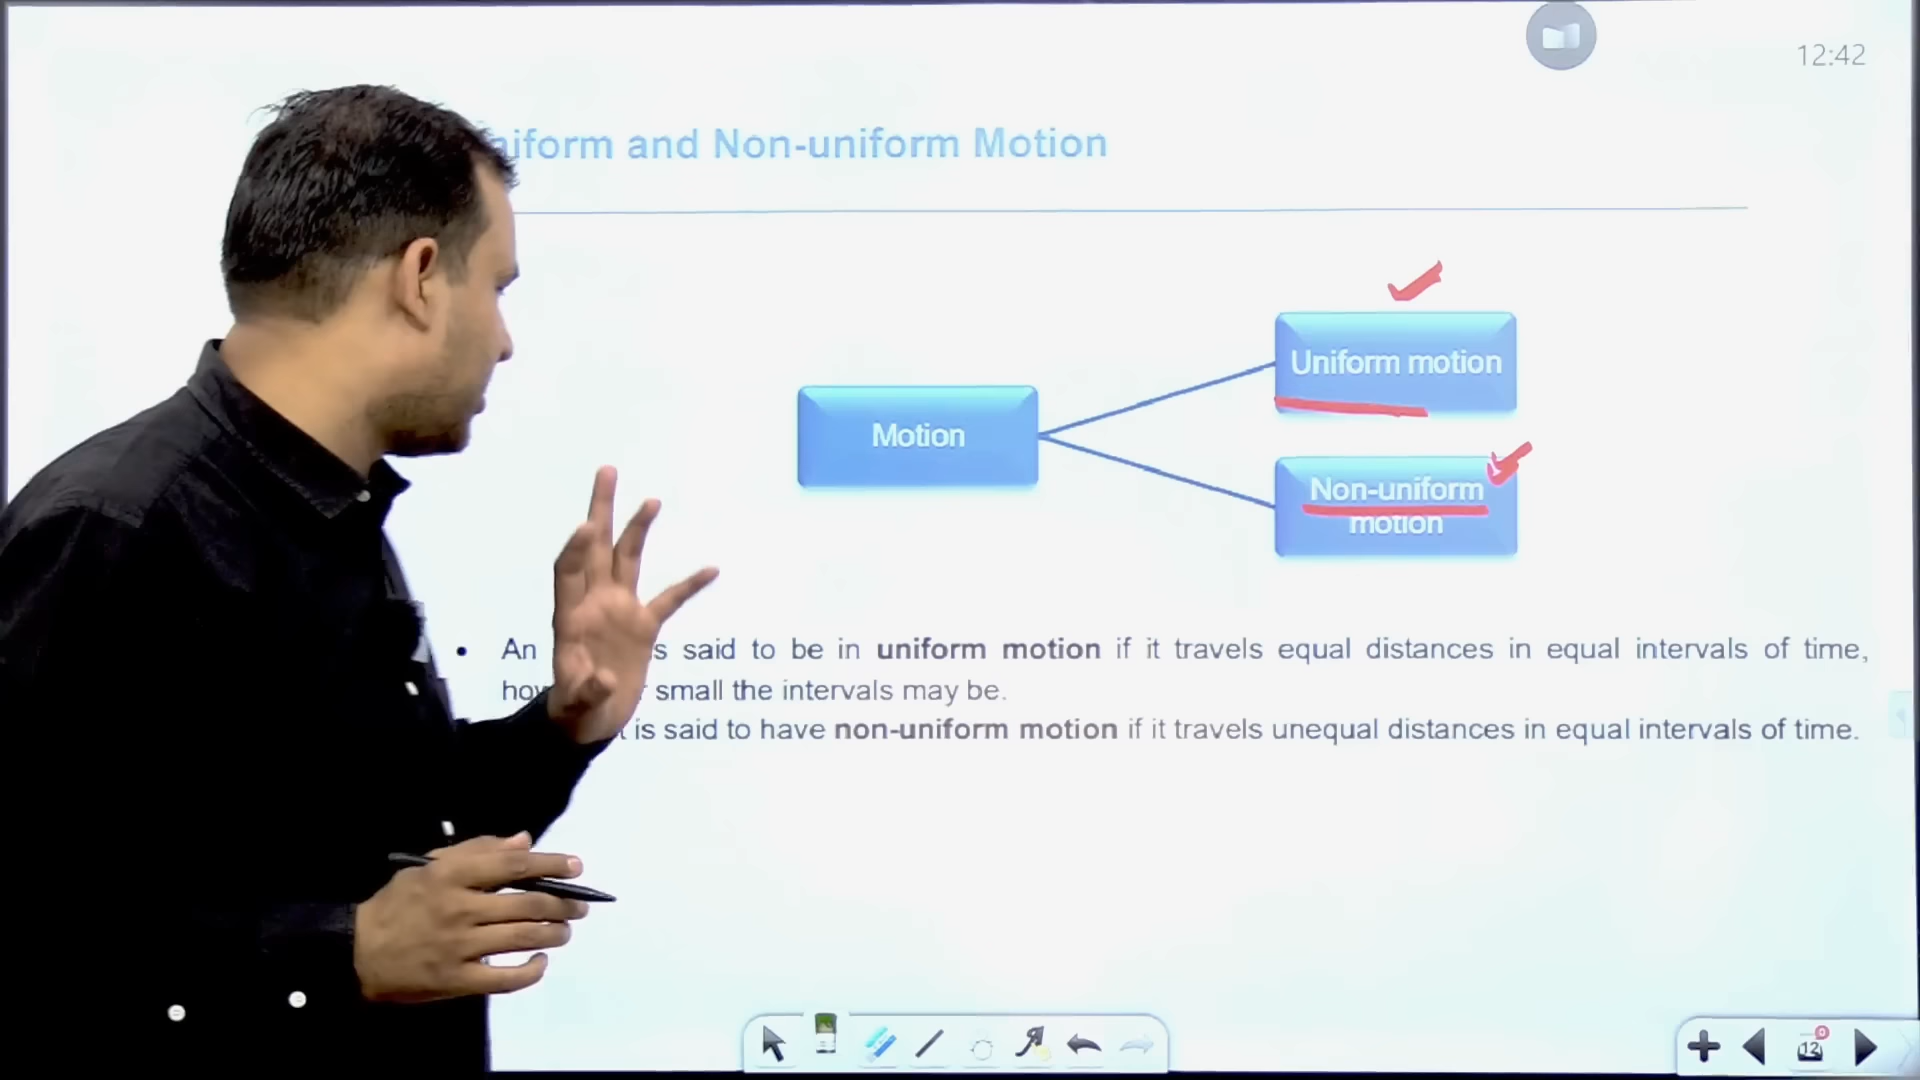 12:42
niform and Non-uniform Motion
Uniform motion
Motion
Non-uniform
motion
• An s said to be in uniform motion if it travels equal distances in equal intervals of time,
small the intervals may be.
is said to have non-uniform motion if it travels unequal distances in equal intervals of time.
12